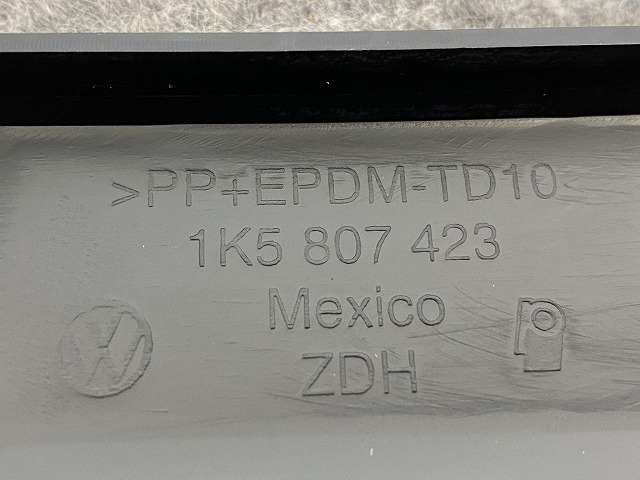 >PP+EPDM-TD10<
1K5 807 423
Mexico
ZDH